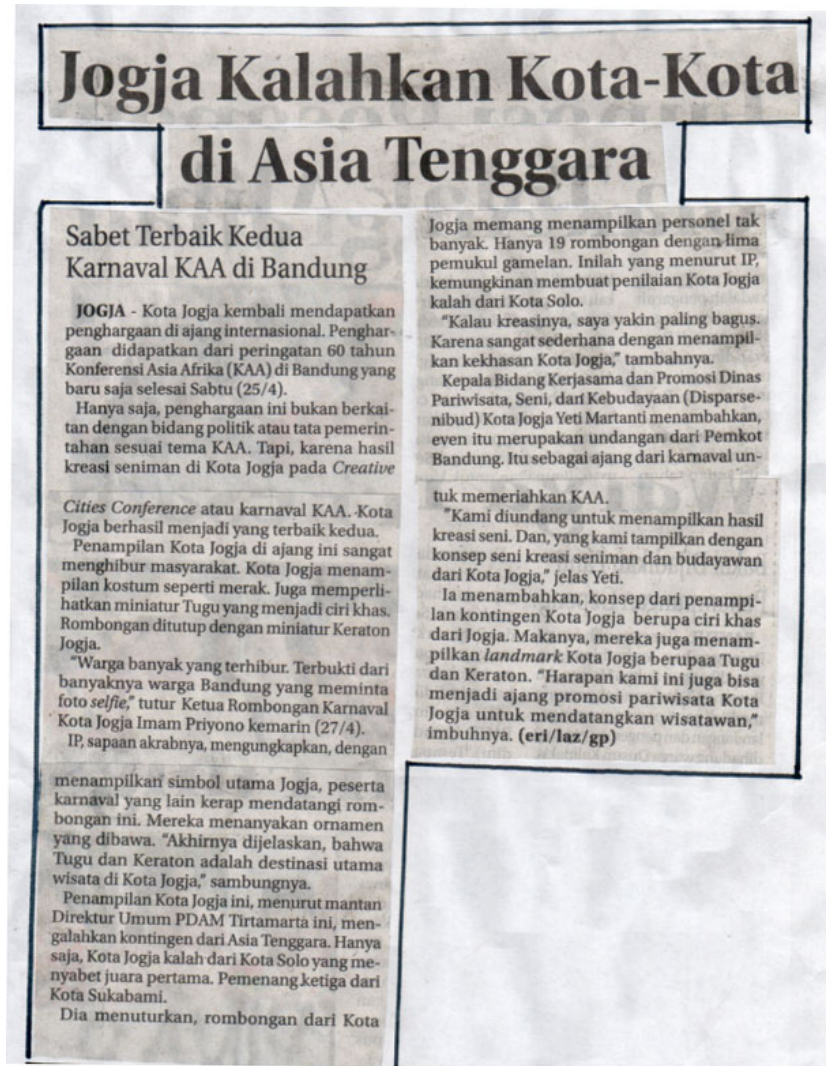 Jogja Kalahkan Kota-Kota
di Asia Tenggara
Sabet Terbaik Kedua
Karnaval KAA di Bandung
JOGJA - Kota Jogja kembali mendapatkan
penghargaan di ajang internasional. Penghar-
gaan didapatkan dari peringatan 60 tahun
Konferensi Asia Afrika (KAA) di Bandung yang
baru saja selesai Sabtu (25/4).
Hanya saja, penghargaan ini bukan berkai-
tan dengan bidang politik atau tata pemerin-
tahan sesuai tema KAA. Tapi, karena hasil
kreasi seniman di Kota Jogja pada Creative
Cities Conference atau karnaval KAA. Kota
Jogja berhasil menjadi yang terbaik kedua.
Penampilan Kota Jogja di ajang ini sangat
menghibur masyarakat. Kota Jogja menam-
pilan kostum seperti merak. Juga memperli-
hatkan miniatur Tugu yang menjadi ciri khas.
Rombongan ditutup dengan miniatur Keraton
Jogja.
"Warga banyak yang terhibur. Terbukti dari
banyaknya warga Bandung yang meminta
foto selfie," tutur Ketua Rombongan Karnaval
Kota Jogja Imam Priyono kemarin (27/4).
IP, sapaan akrabnya, mengungkapkan, dengan
menampilkan simbol utama Jogja, peserta
karnaval yang lain kerap mendatangi rom-
bongan ini. Mereka menanyakan ornamen
yang dibawa. "Akhirnya dijelaskan, bahwa
Tugu dan Keraton adalah destinasi utama
wisata di Kota Jogja," sambungnya.
Penampilan Kota Jogja ini, menurut mantan
Direktur Umum PDAM Tirtamarta ini, men-
galahkan kontingen dari Asia Tenggara. Hanya
saja, Kota Jogja kalah dari Kota Solo yang me-
nyabet juara pertama. Pemenang ketiga dari
Kota Sukabami.
Dia menuturkan, rombongan dari Kota
Jogja memang menampilkan personel tak
banyak. Hanya 19 rombongan dengan lima
pemukul gamelan. Inilah yang menurut IP,
kemungkinan membuat penilaian Kota Jogja
kalah dari Kota Solo.
"Kalau kreasinya, saya yakin paling bagus.
Karena sangat sederhana dengan menampil-
kan kekhasan Kota Jogja," tambahnya.
Kepala Bidang Kerjasama dan Promosi Dinas
Pariwisata, Seni, dan Kebudayaan (Disparse-
nibud) Kota Jogja Yeti Martanti menambahkan,
even itu merupakan undangan dari Pemkot
Bandung. Itu sebagai ajang dari karnaval un-
tuk memeriahkan KAA.
"Kami diundang untuk menampilkan hasil
kreasi seni. Dan, yang kami tampilkan dengan
konsep seni kreasi seniman dan budayawan
dari Kota Jogja," jelas Yeti.
Ia menambahkan, konsep dari penampi-
lan kontingen Kota Jogja berupa ciri khas
dari Jogja. Makanya, mereka juga menam-
pilkan landmark Kota Jogja berupaa Tugu
dan Keraton. "Harapan kami ini juga bisa
menjadi ajang promosi pariwisata Kota
Jogja untuk mendatangkan wisatawan,"
imbuhnya. (eri/laz/gp)